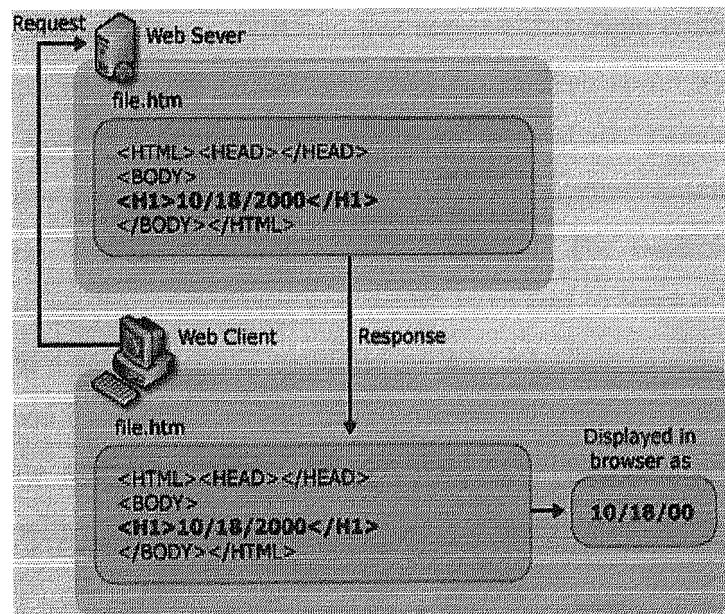 Request
Web Sever
file.htm
<HTML><HEAD></HEAD>
<BODY>
<H1>10/18/2000</H1>
</BODY></HTML>
Web Client
Response
file.htm
<HTML><HEAD></HEAD>
<BODY>
<H1>10/18/2000</H1>
</BODY></HTML>
Displayed in
browser as
10/18/00